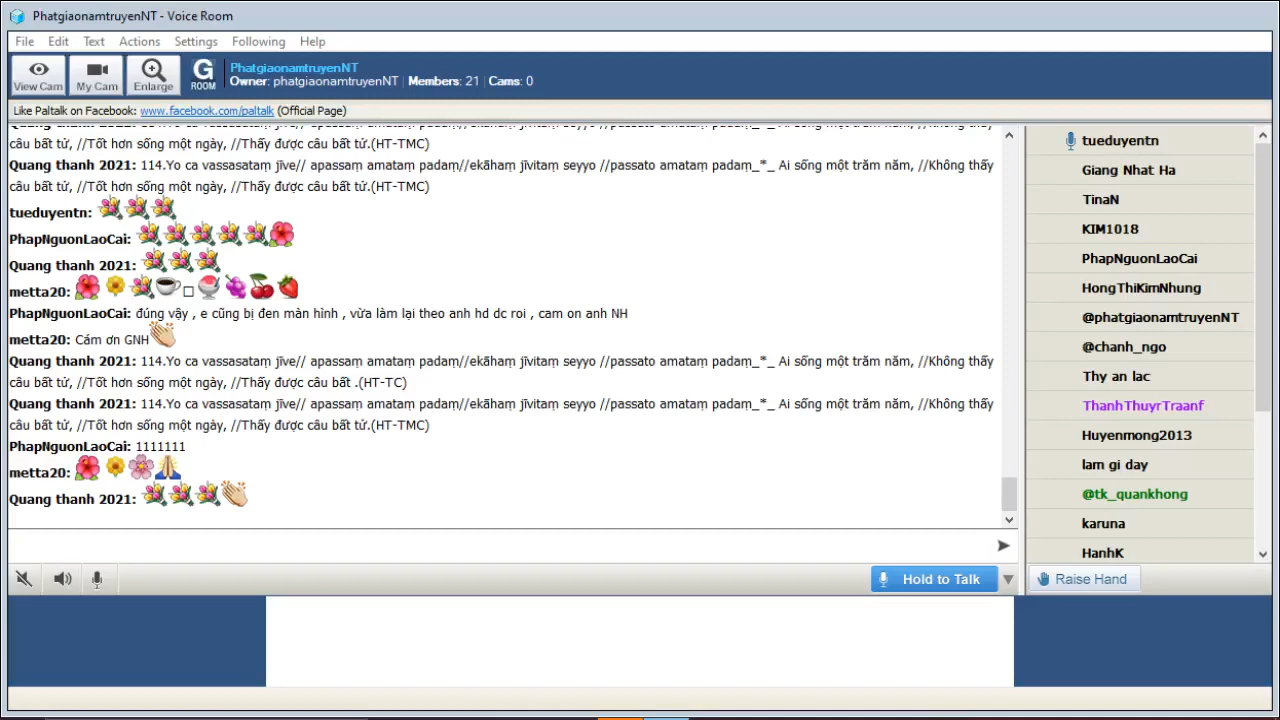 PhatgiaonamtruyenNT - Voice Room
File Edit Text Actions Settings Following Help
View Cam My Cam Enlarge G ROOM
PhatgiaonamtruyenNT
Owner: phatgiaonamtruyenNT Members: 21 Cams: 0
Like Paltalk on Facebook: www.facebook.com/paltalk (Official Page)
câu bất tử, //Tốt hơn sống một ngày, //Thấy được câu bất tử.(HT-TMC)
Quang thanh 2021: 114.Yo ca vassasataṃ jīve// apassaṃ amataṃ padaṃ//ekāhaṃ jīvitaṃ seyyo //passato amataṃ padaṃ_*_ Ai sống một trăm năm, //Không thấy
câu bất tử, //Tốt hơn sống một ngày, //Thấy được câu bất tử.(HT-TMC)
tueduyentn:
PhapNguonLaoCai:
Quang thanh 2021:
metta20:
PhapNguonLaoCai: đúng vậy , e cũng bị đen màn hình , vừa làm lại theo anh hd dc roi , cam on anh NH
metta20: Cám ơn GNH
Quang thanh 2021: 114.Yo ca vassasataṃ jīve// apassaṃ amataṃ padaṃ//ekāhaṃ jīvitaṃ seyyo //passato amataṃ padaṃ_*_ Ai sống một trăm năm, //Không thấy
câu bất tử, //Tốt hơn sống một ngày, //Thấy được câu bất .(HT-TC)
Quang thanh 2021: 114.Yo ca vassasataṃ jīve// apassaṃ amataṃ padaṃ//ekāhaṃ jīvitaṃ seyyo //passato amataṃ padaṃ_*_ Ai sống một trăm năm, //Không thấy
câu bất tử, //Tốt hơn sống một ngày, //Thấy được câu bất tử.(HT-TMC)
PhapNguonLaoCai: 1111111
metta20:
Quang thanh 2021:
Hold to Talk
tueduyentn
Giang Nhat Ha
TinaN
KIM1018
PhapNguonLaoCai
HongThiKimNhung
@phatgiaonamtruyenNT
@chanh_ngo
Thy an lac
ThanhThuyrTraanf
Huyenmong2013
lam gi day
@tk_quankhong
karuna
HanhK
Raise Hand